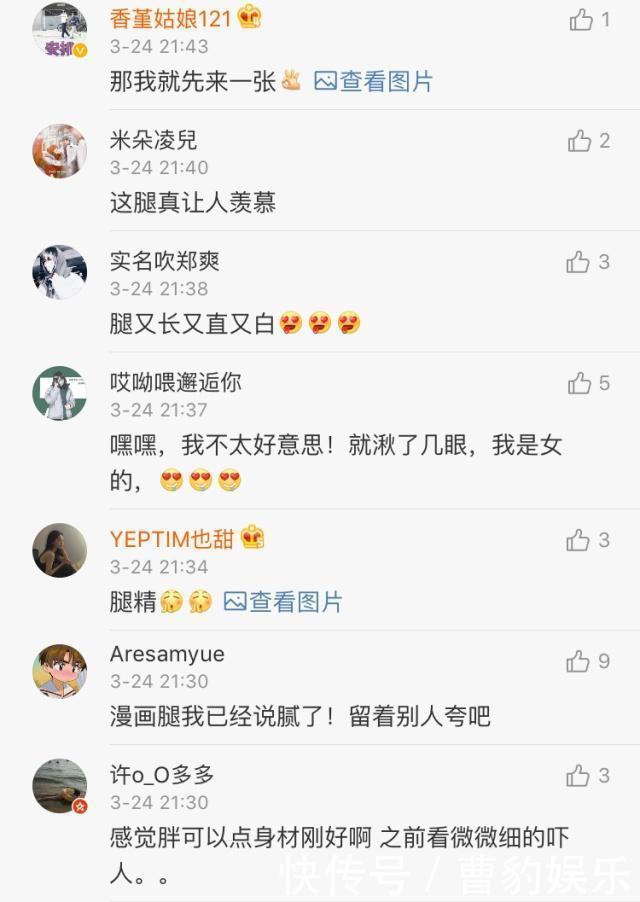 安邦
香堇姑娘121
1
3-24 21:43
那我就先来一张 查看图片
米朵凌兒
2
3-24 21:40
这腿真让人羡慕
实名吹郑爽
3
3-24 21:38
腿又长又直又白
哎呦喂邂逅你
5
3-24 21:37
嘿嘿，我不太好意思！就湫了几眼，我是女
的，
YEPTIM也甜
3
3-24 21:34
腿精 查看图片
Aresamyue
9
3-24 21:30
漫画腿我已经说腻了！留着别人夸吧
许o_O多多
3
3-24 21:30
感觉胖可以点身材刚好啊 之前看微微细的吓
人。。
快传号 / 曹豹娱乐